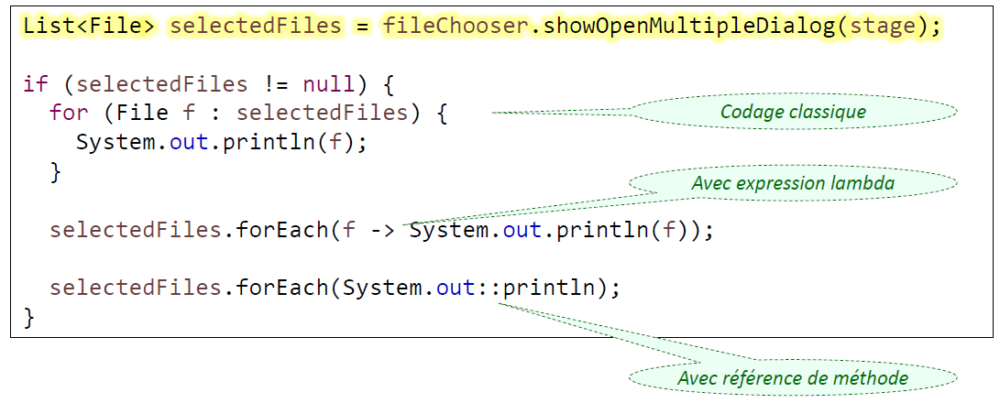 List<File> selectedFiles = fileChooser.showOpenMultipleDialog(stage);
if (selectedFiles != null) {
for (File f : selectedFiles) {
Codage classique
System.out.println(f);
}
Avec expression lambda
selectedFiles.forEach(f -> System.out.println(f));
selectedFiles.forEach(System.out::println);
}
Avec référence de méthode